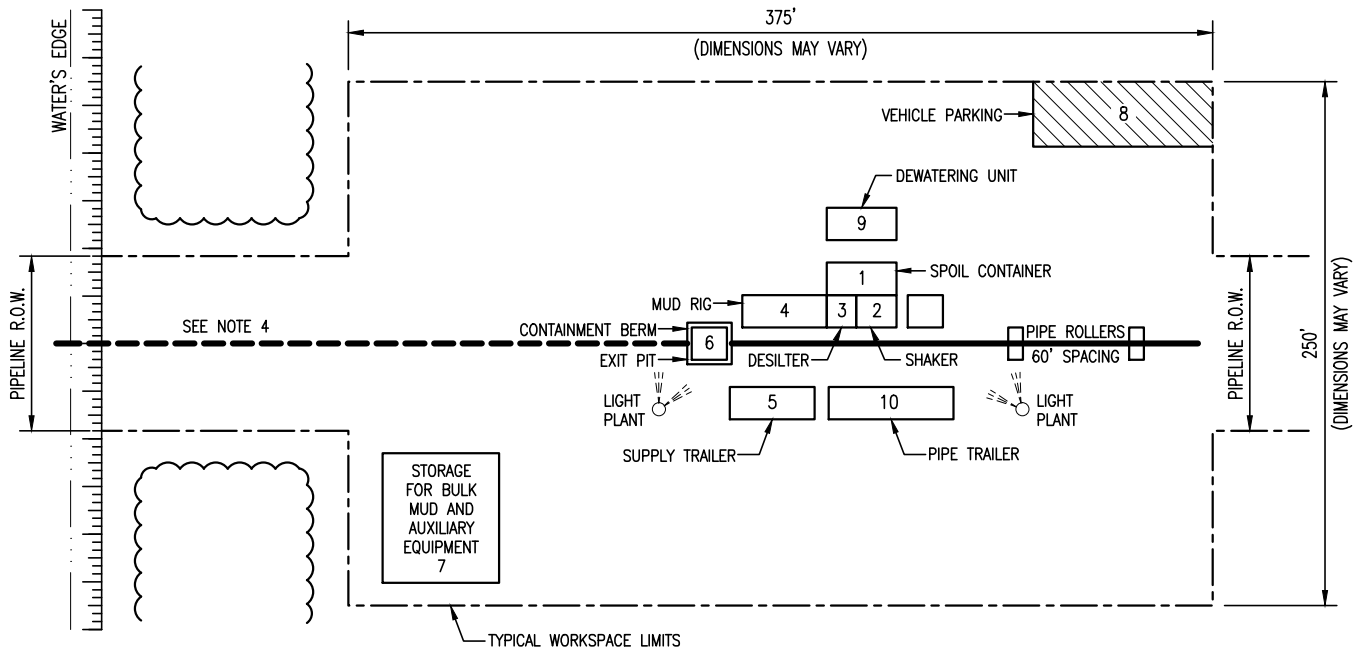 375'
(DIMENSIONS MAY VARY)
WATER'S EDGE
VEHICLE PARKING
8
DEWATERING UNIT
9
SPOIL CONTAINER
1
MUD RIG
4
3
2
SEE NOTE 4
CONTAINMENT BERM
6
EXIT PIT
DESILTER
SHAKER
PIPE ROLLERS
60' SPACING
PIPELINE R.O.W.
PIPELINE R.O.W.
250'
(DIMENSIONS MAY VARY)
LIGHT
PLANT
5
10
LIGHT
PLANT
SUPPLY TRAILER
PIPE TRAILER
STORAGE
FOR BULK
MUD AND
AUXILIARY
EQUIPMENT
7
TYPICAL WORKSPACE LIMITS